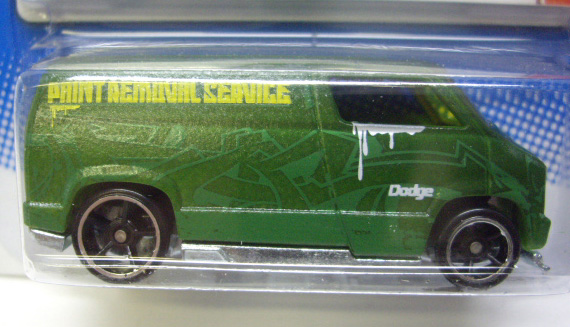 PAINT REMOVAL SERVICE
Dodge